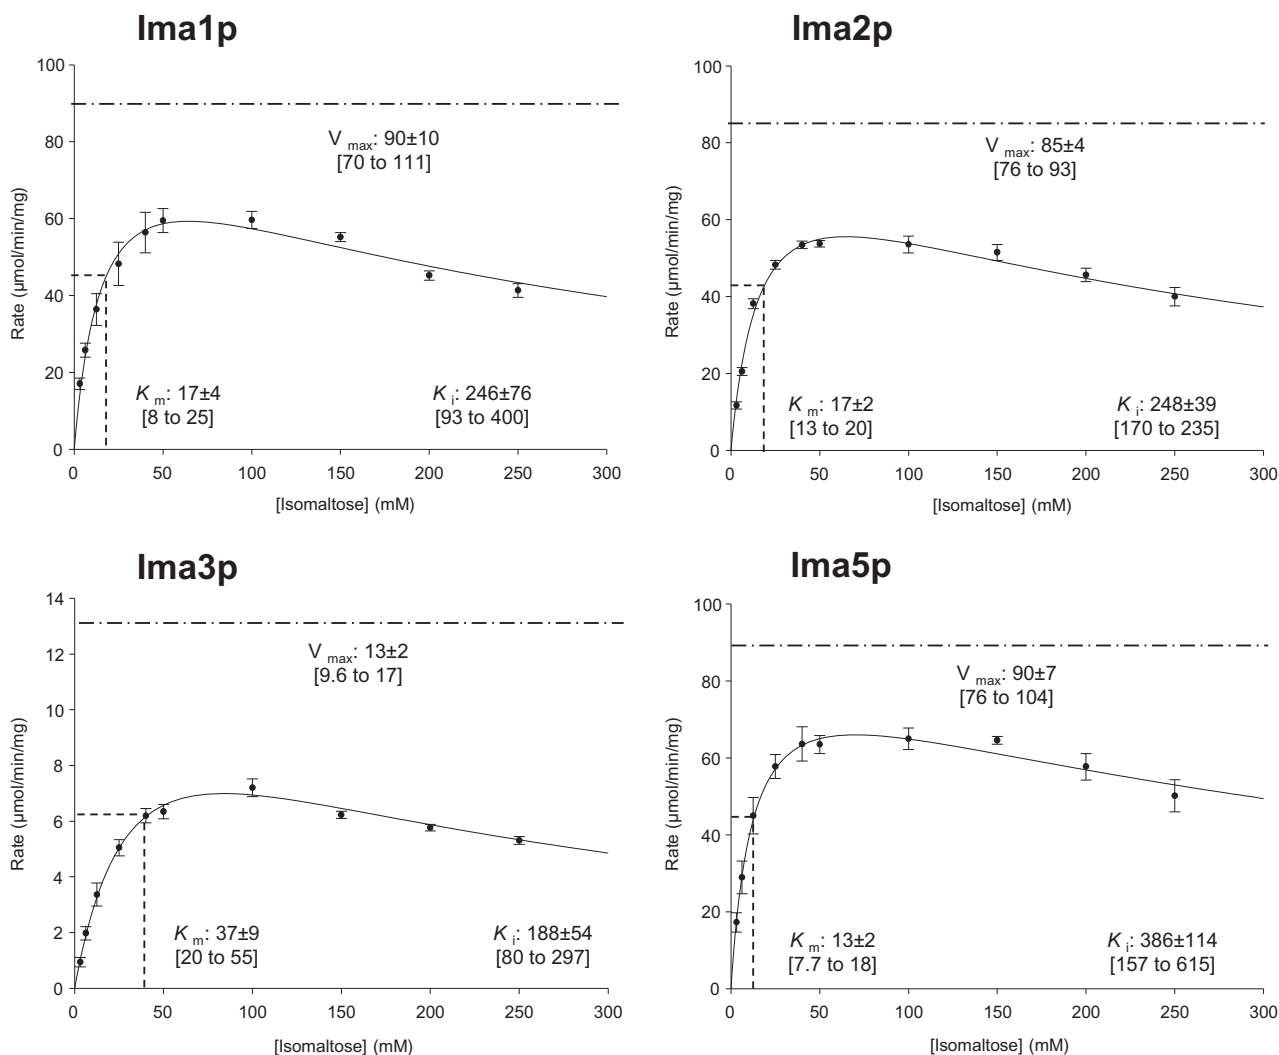 Ima1p
100
80
60
40
20
0
Rate (μmol/min/mg)
V max: 90±10
[70 to 111]
K m: 17±4
[8 to 25]
K i: 246±76
[93 to 400]
0 50 100 150 200 250 300
[Isomaltose] (mM)
Ima2p
100
80
60
40
20
0
Rate (μmol/min/mg)
V max: 85±4
[76 to 93]
K m: 17±2
[13 to 20]
K i: 248±39
[170 to 235]
0 50 100 150 200 250 300
[Isomaltose] (mM)
Ima3p
14
12
10
8
6
4
2
0
Rate (μmol/min/mg)
V max: 13±2
[9.6 to 17]
K m: 37±9
[20 to 55]
K i: 188±54
[80 to 297]
0 50 100 150 200 250 300
[Isomaltose] (mM)
Ima5p
100
80
60
40
20
0
Rate (μmol/min/mg)
V max: 90±7
[76 to 104]
K m: 13±2
[7.7 to 18]
K i: 386±114
[157 to 615]
0 50 100 150 200 250 300
[Isomaltose] (mM)